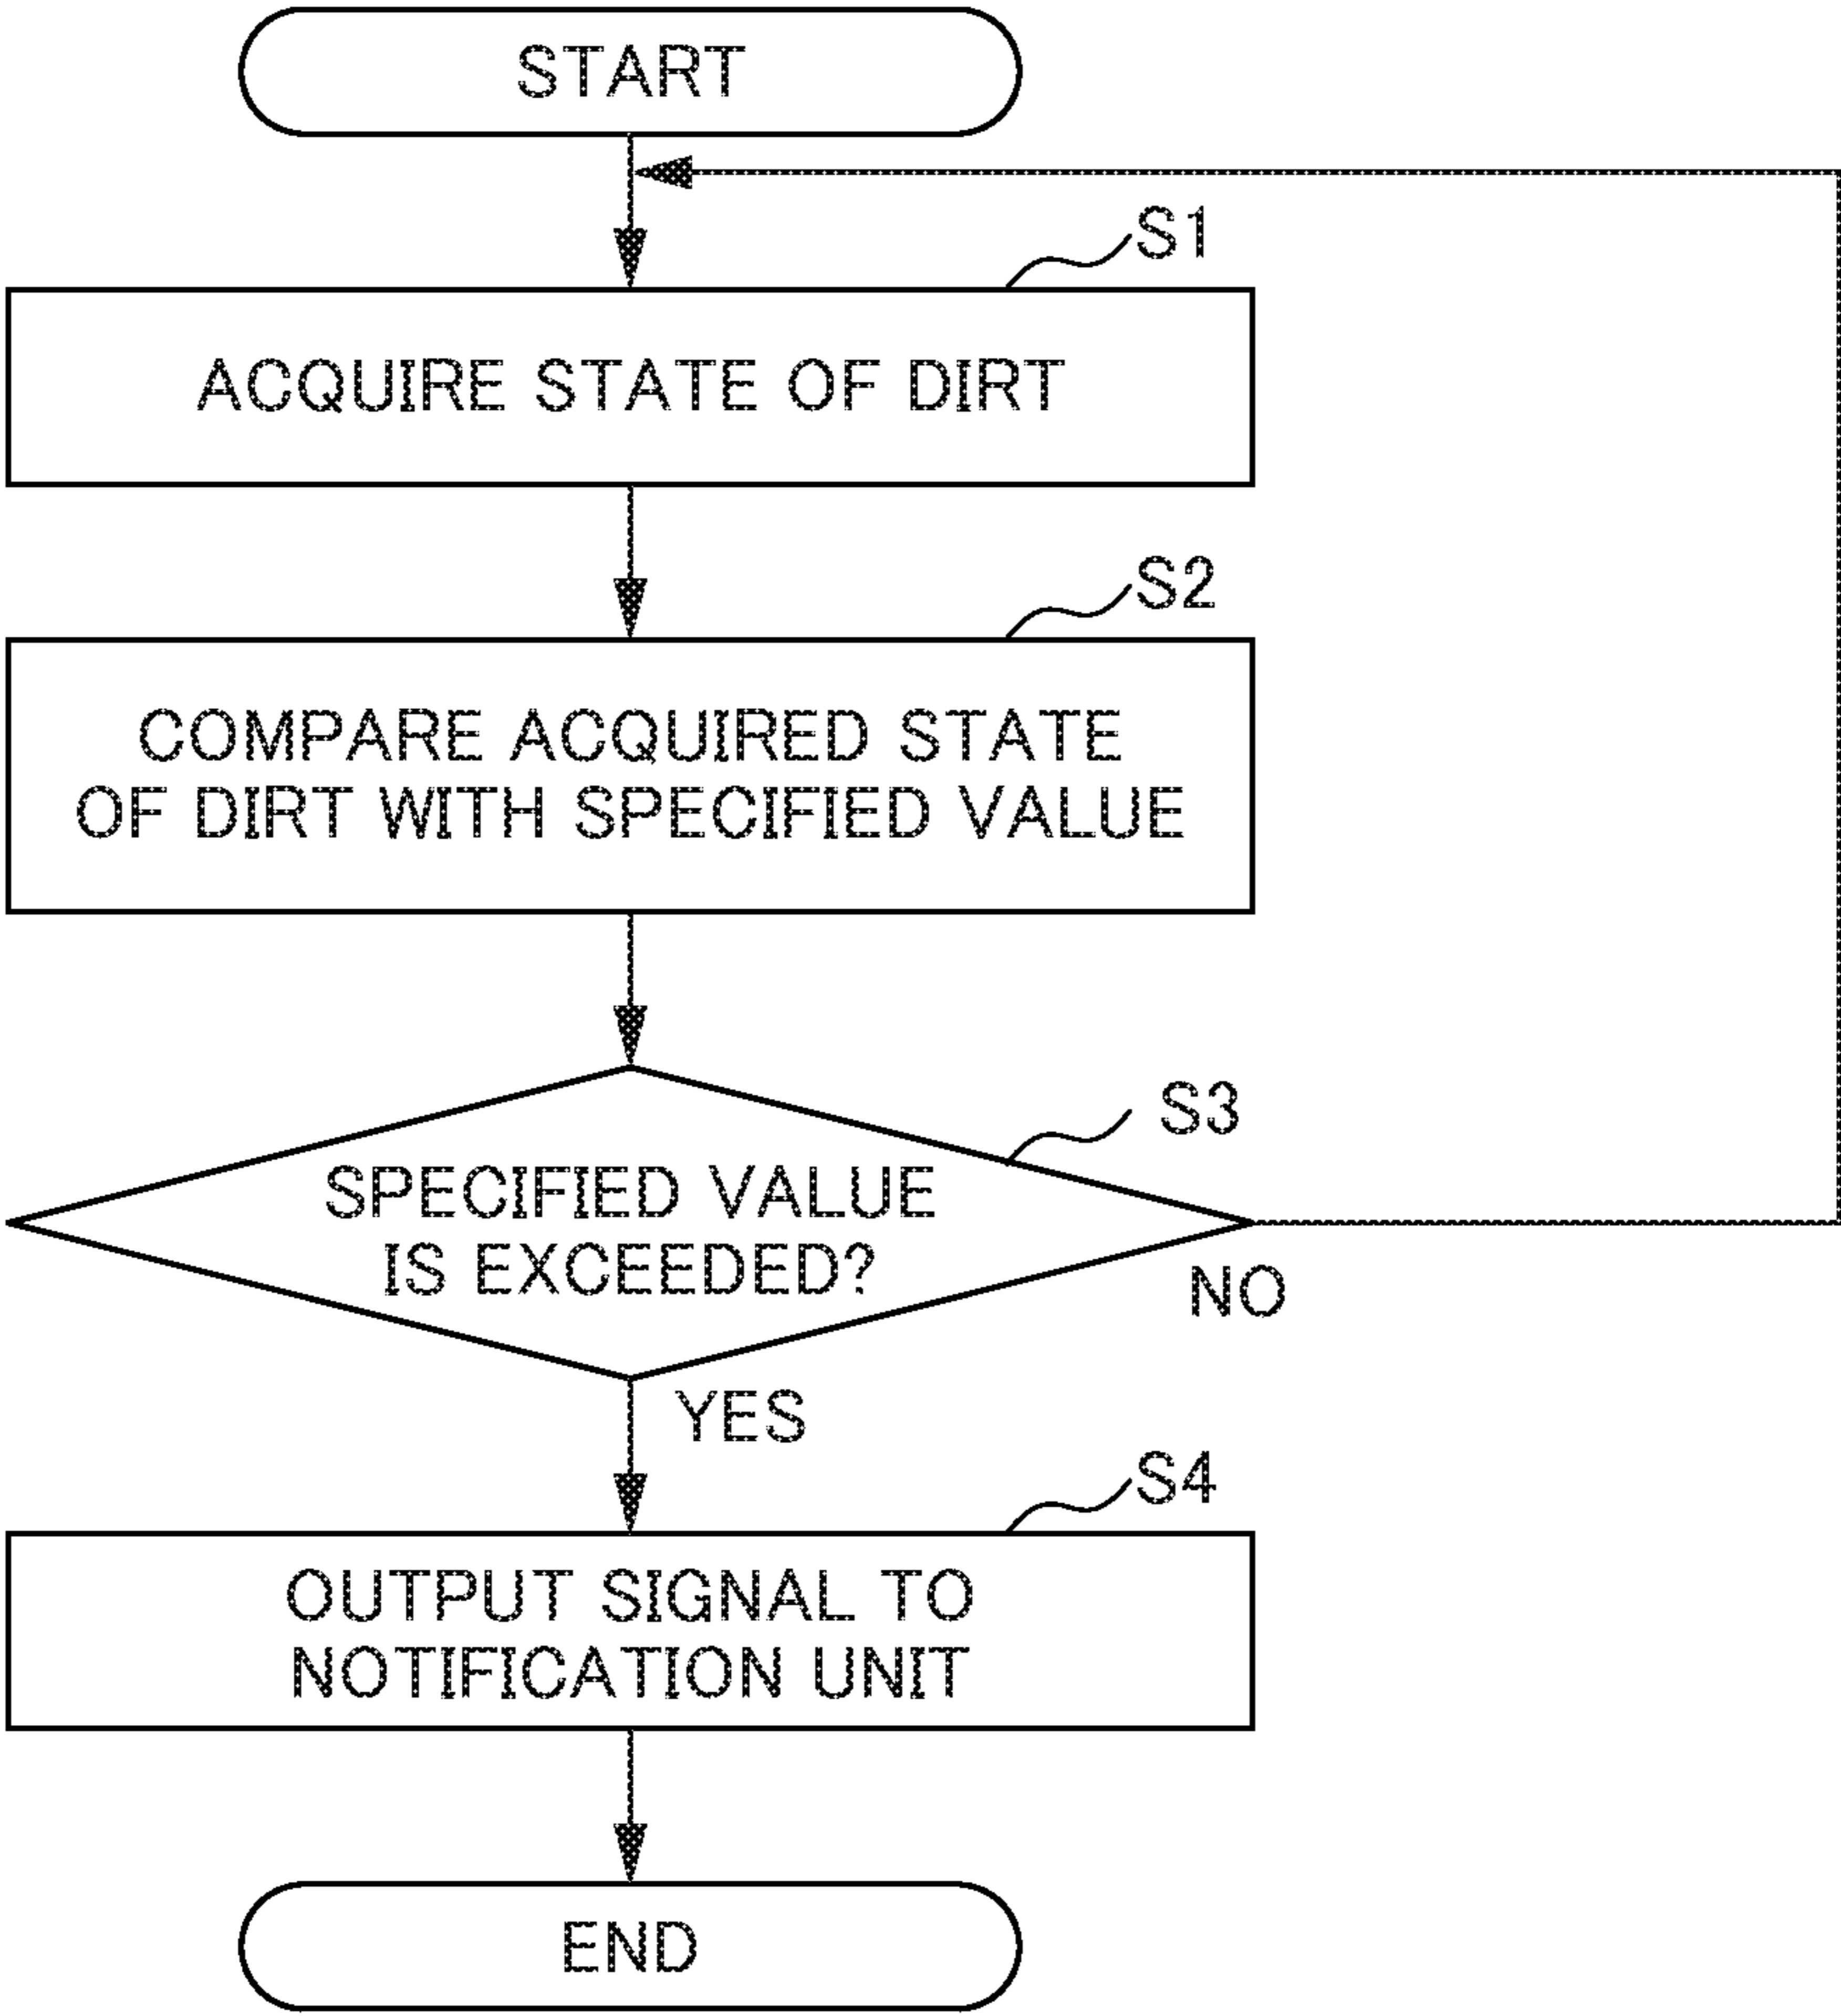 START
S1
ACQUIRE STATE OF DIRT
S2
COMPARE ACQUIRED STATE
OF DIRT WITH SPECIFIED VALUE
S3
SPECIFIED VALUE
IS EXCEEDED?
NO
YES
S4
OUTPUT SIGNAL TO
NOTIFICATION UNIT
END